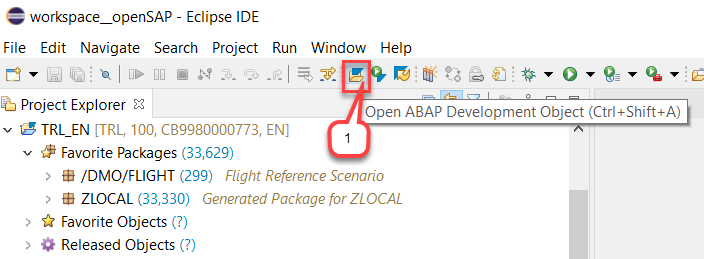 workspace__openSAP - Eclipse IDE
File Edit Navigate Search Project Run Window Help
Project Explorer
Open ABAP Development Object (Ctrl+Shift+A)
TRL_EN [TRL, 100, CB9980000773, EN]
1
Favorite Packages (33,629)
/DMO/FLIGHT (299) Flight Reference Scenario
ZLOCAL (33,330) Generated Package for ZLOCAL
Favorite Objects (?)
Released Objects (?)